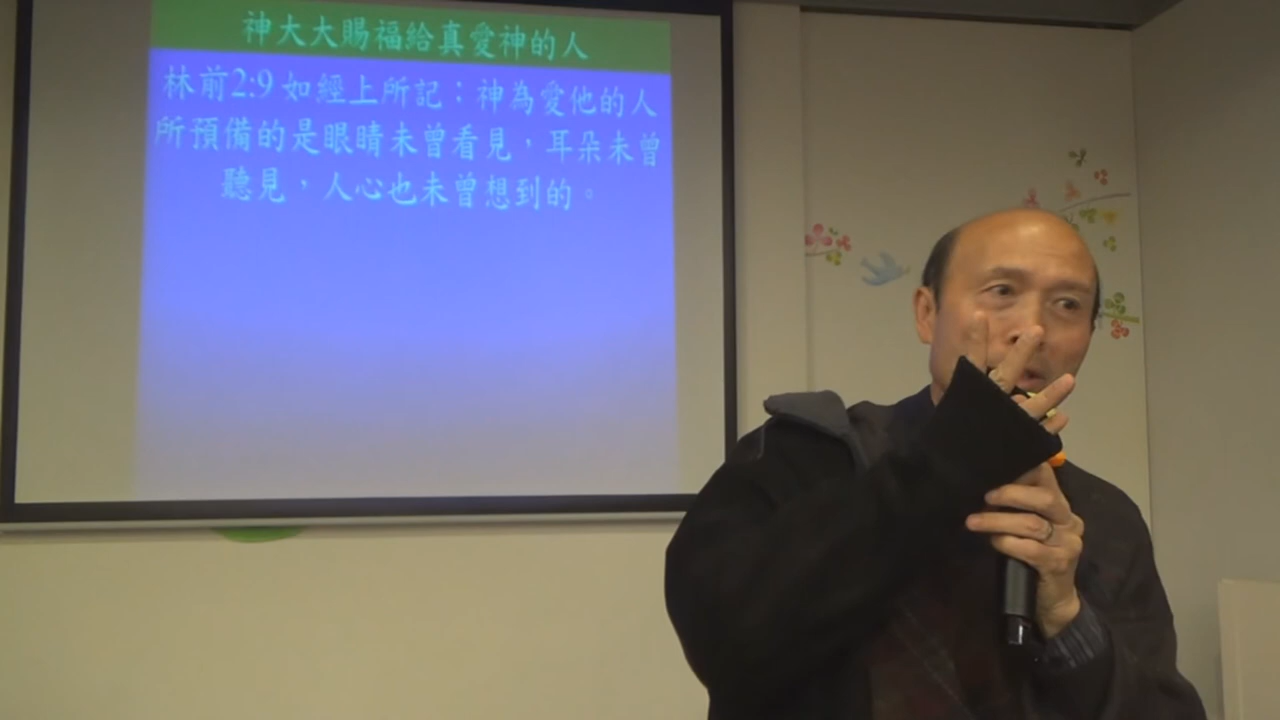 神大大賜福給真愛神的人
林前2:9 如經上所記：神為愛他的人
所預備的是眼睛未曾看見，耳朵未曾
聽見，人心也未曾想到的。